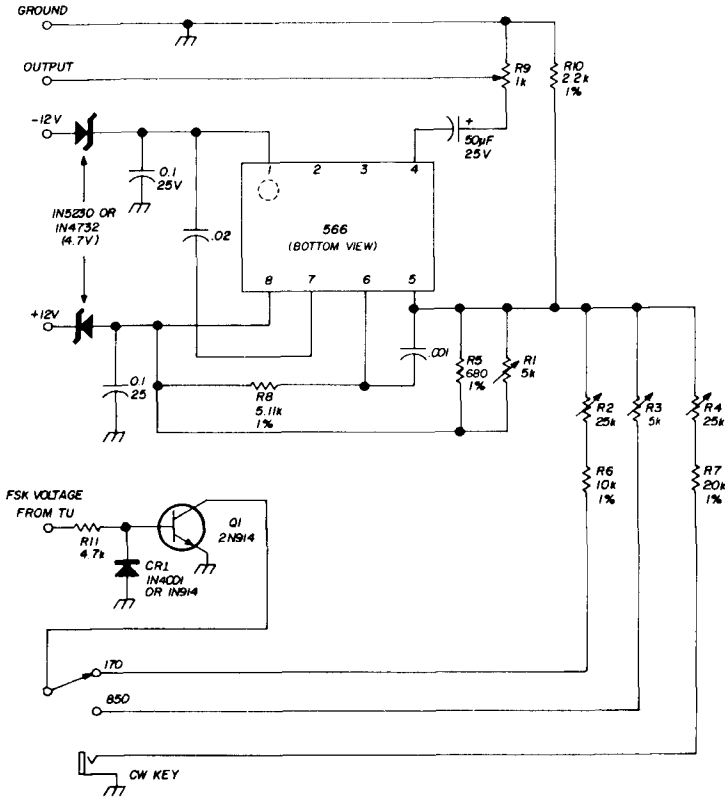 GROUND
OUTPUT
R9
1k
R10
2.2k
1%
-12V
+
50µF
25V
0.1
25V
1 2 3 4
IN5230 OR
IN4732
(4.7V)
.02
566
(BOTTOM VIEW)
8 7 6 5
+12V
.001
R5
680
1%
R1
5k
0.1
25
R8
5.11k
1%
R2
25k
R3
5k
R4
25k
R6
10k
1%
R7
20k
1%
FSK VOLTAGE
FROM TU
R11
4.7k
Q1
2N914
CR1
IN4001
OR IN914
170
850
CW KEY